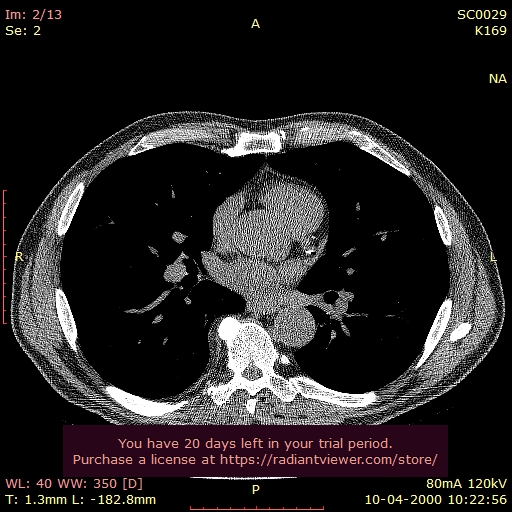 Im: 2/13
Se: 2
A
SC0029
K169
NA
R
L
You have 20 days left in your trial period.
Purchase a license at https://radiantviewer.com/store/
WL: 40 WW: 350 [D]
T: 1.3mm L: -182.8mm
P
80mA 120kV
10-04-2000 10:22:56